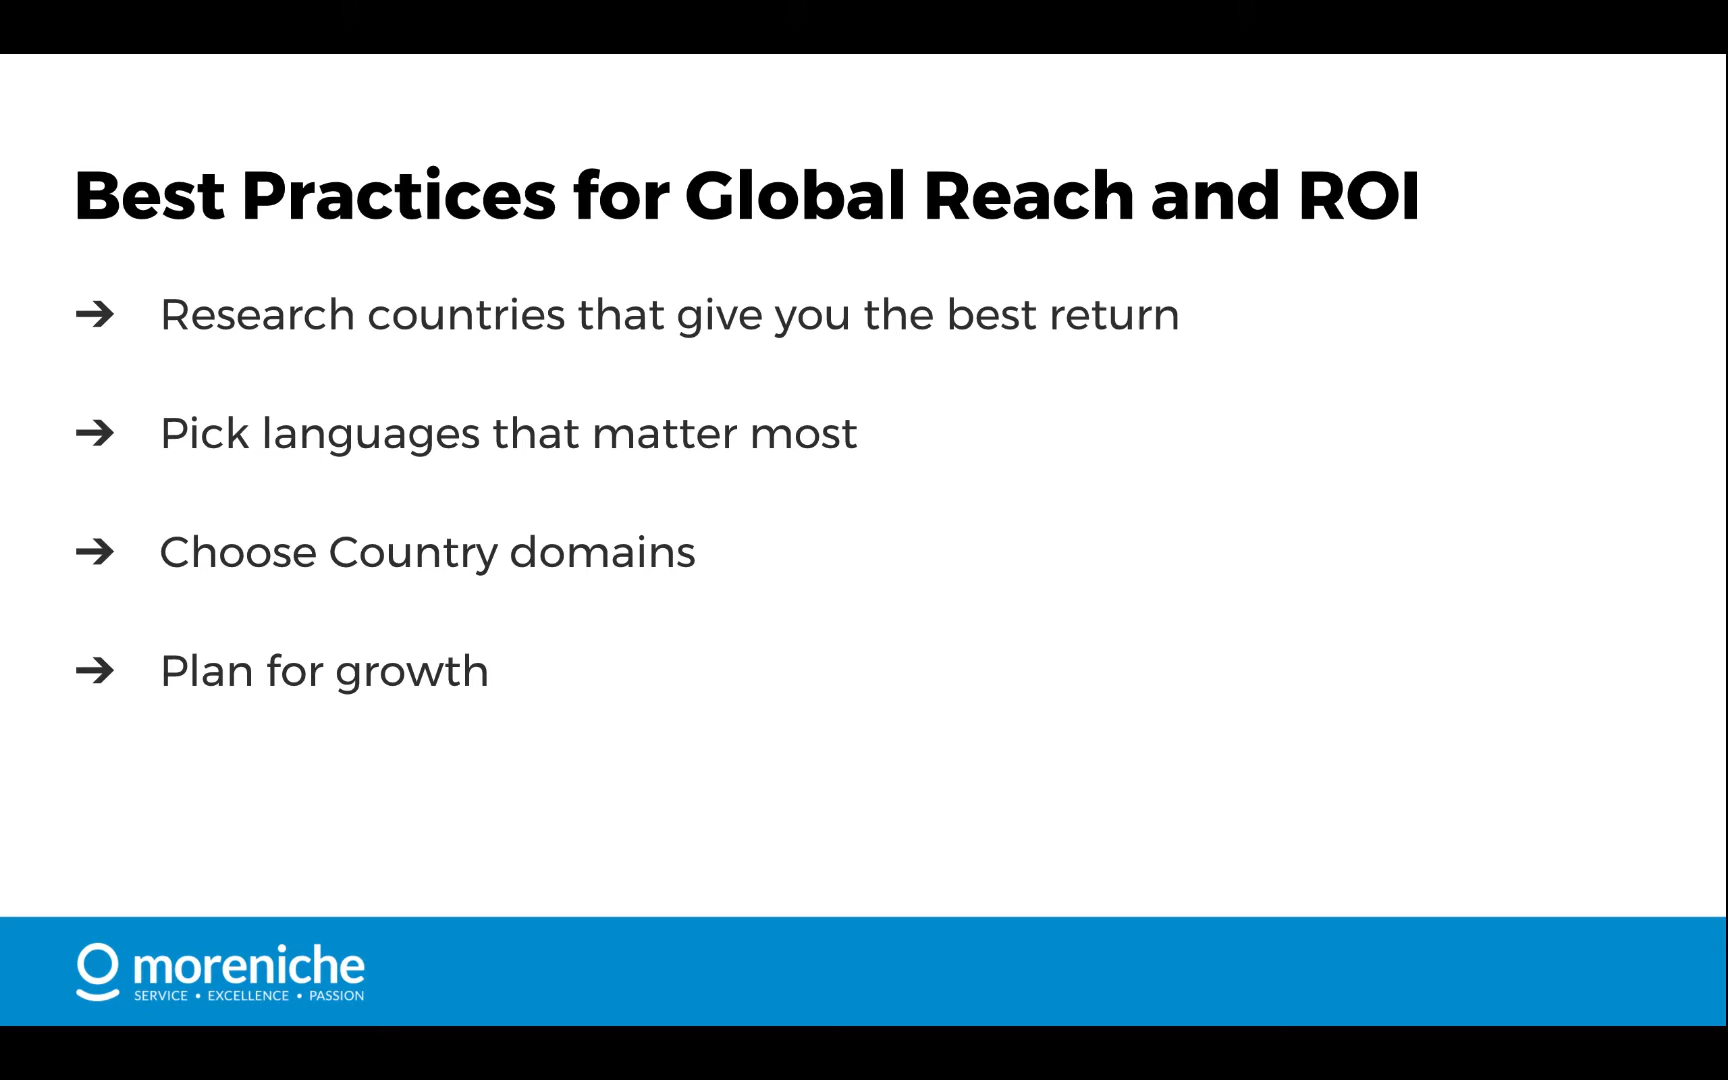 Best Practices for Global Reach and ROI
➔ Research countries that give you the best return
➔ Pick languages that matter most
➔ Choose Country domains
➔ Plan for growth
moreniche
SERVICE • EXCELLENCE • PASSION